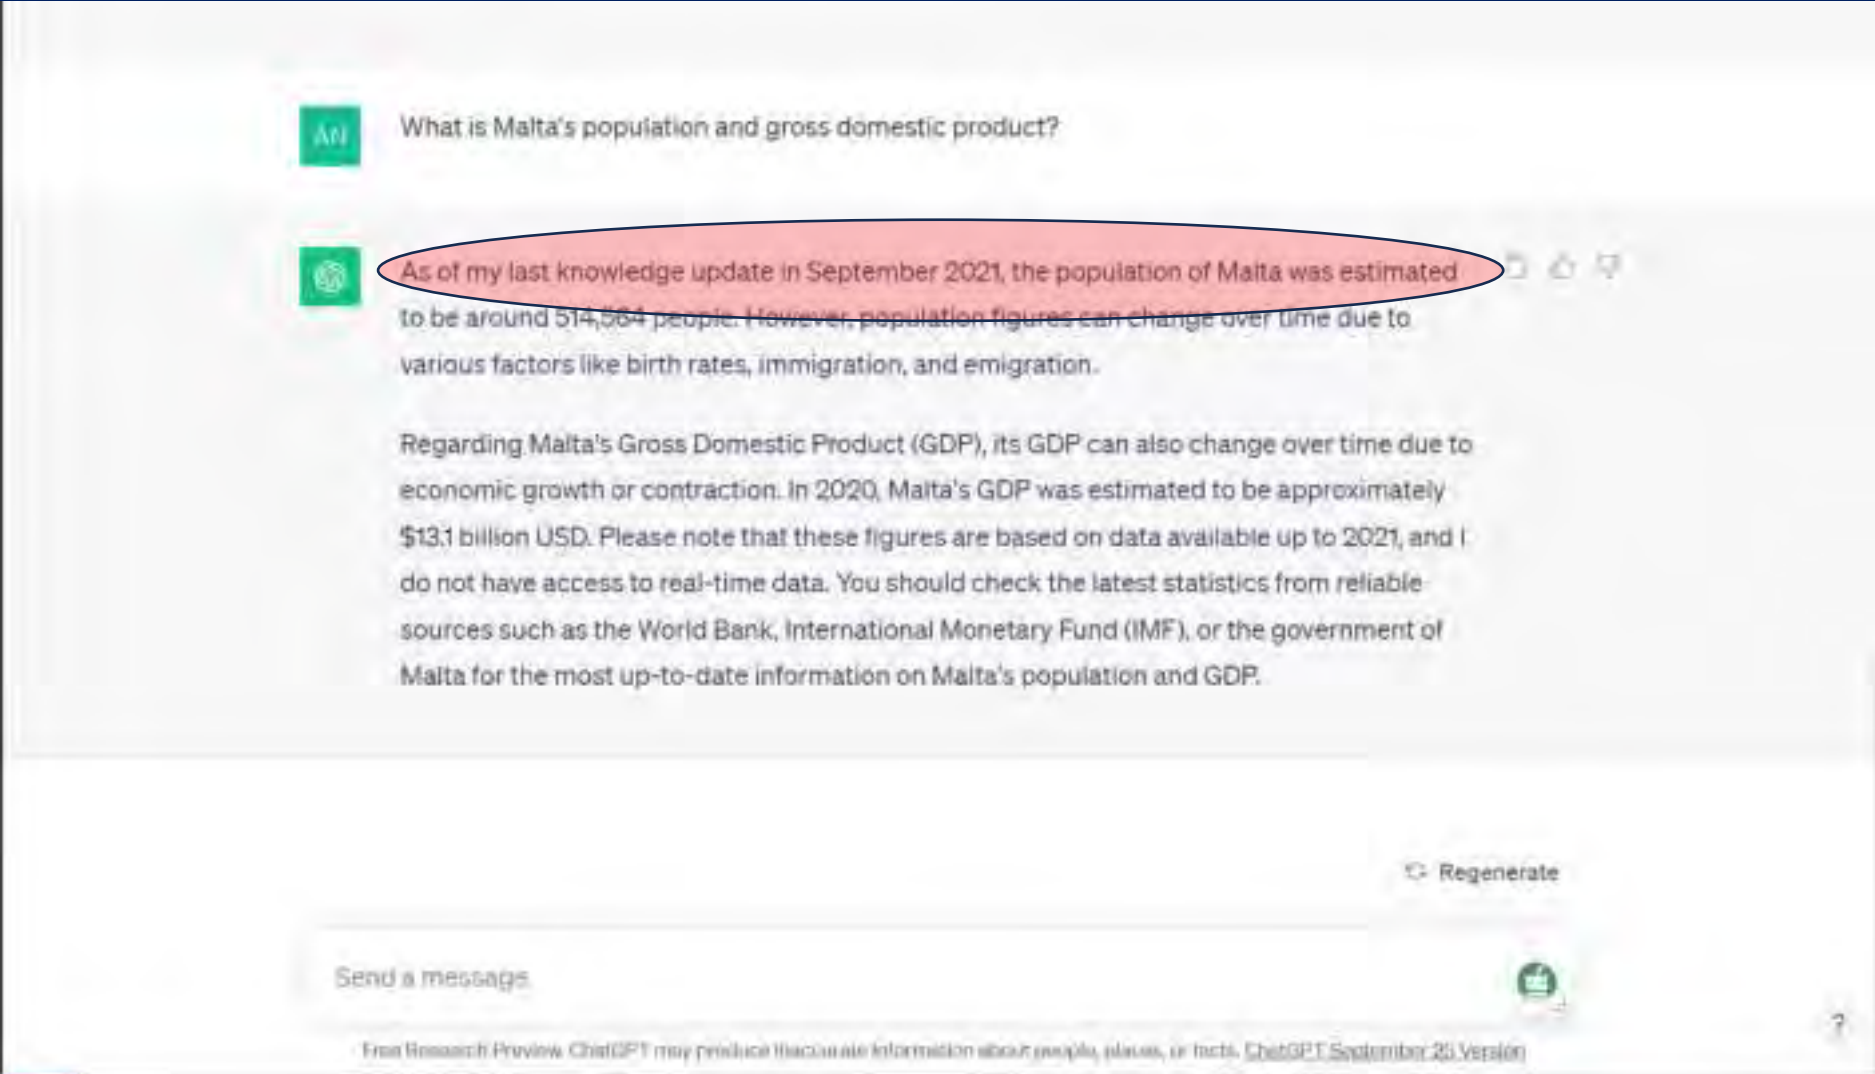 AN
What is Malta's population and gross domestic product?
As of my last knowledge update in September 2021, the population of Malta was estimated
to be around 514,564 people. However, population figures can change over time due to
various factors like birth rates, immigration, and emigration.
Regarding Malta's Gross Domestic Product (GDP), its GDP can also change over time due to
economic growth or contraction. In 2020, Malta's GDP was estimated to be approximately
$13.1 billion USD. Please note that these figures are based on data available up to 2021, and I
do not have access to real-time data. You should check the latest statistics from reliable
sources such as the World Bank, International Monetary Fund (IMF), or the government of
Malta for the most up-to-date information on Malta's population and GDP.
Regenerate
Send a message
?
Free Research Preview. ChatGPT may produce inaccurate information about people, places, or facts. ChatGPT September 25 Version